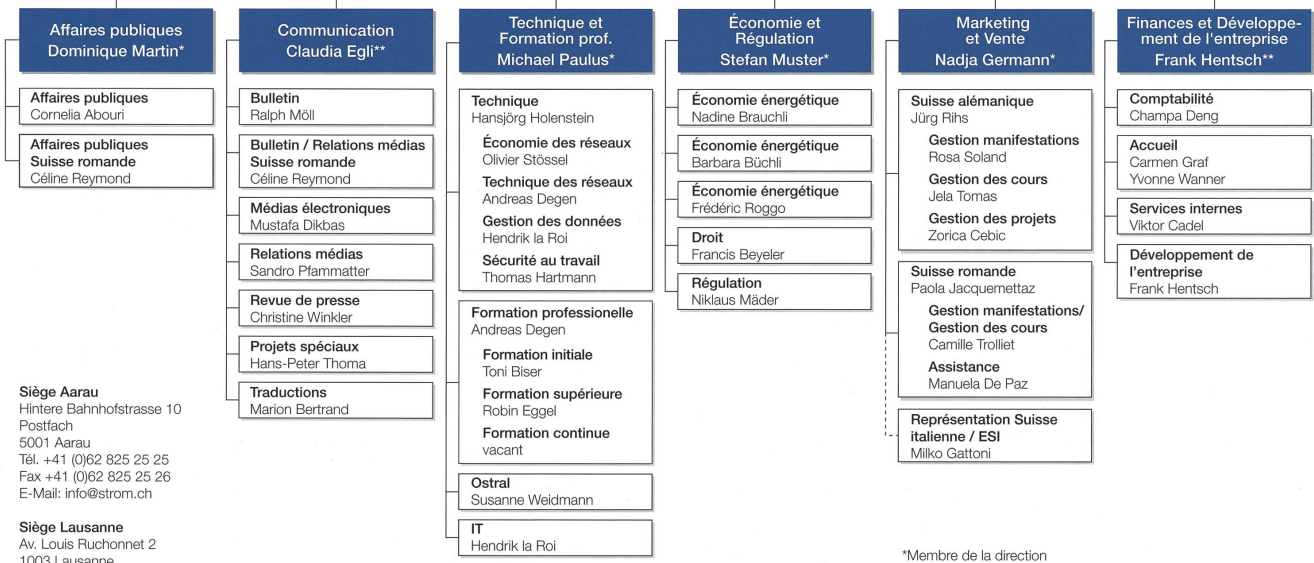 Affaires publiques
Dominique Martin*
Affaires publiques
Cornelia Abouri
Affaires publiques
Suisse romande
Céline Reymond
Communication
Claudia Egli**
Bulletin
Ralph Möll
Bulletin / Relations médias
Suisse romande
Céline Reymond
Médias électroniques
Mustafa Dikbas
Relations médias
Sandro Pfammatter
Revue de presse
Christine Winkler
Projets spéciaux
Hans-Peter Thoma
Traductions
Marion Bertrand
Technique et
Formation prof.
Michael Paulus*
Technique
Hansjörg Holenstein
Économie des réseaux
Olivier Stössel
Technique des réseaux
Andreas Degen
Gestion des données
Hendrik la Roi
Sécurité au travail
Thomas Hartmann
Formation professionelle
Andreas Degen
Formation initiale
Toni Biser
Formation supérieure
Robin Eggel
Formation continue
vacant
Ostral
Susanne Weidmann
IT
Hendrik la Roi
Économie et
Régulation
Stefan Muster*
Économie énergétique
Nadine Brauchli
Économie énergétique
Barbara Büchli
Économie énergétique
Frédéric Roggo
Droit
Francis Beyeler
Régulation
Niklaus Mäder
Marketing
et Vente
Nadja Germann*
Suisse alémanique
Jürg Rihs
Gestion manifestations
Rosa Soland
Gestion des cours
Jela Tomas
Gestion des projets
Zorica Cebic
Suisse romande
Paola Jacquemettaz
Gestion manifestations/
Gestion des cours
Camille Trolliet
Assistance
Manuela De Paz
Représentation Suisse
italienne / ESI
Milko Gattoni
Finances et Développe-
ment de l'entreprise
Frank Hentsch**
Comptabilité
Champa Deng
Accueil
Carmen Graf
Yvonne Wanner
Services internes
Viktor Cadel
Développement de
l'entreprise
Frank Hentsch
Siège Aarau
Hintere Bahnhofstrasse 10
Postfach
5001 Aarau
Tél. +41 (0)62 825 25 25
Fax +41 (0)62 825 25 26
E-Mail: info@strom.ch
Siège Lausanne
Av. Louis Ruchonnet 2
1003 Lausanne
*Membre de la direction